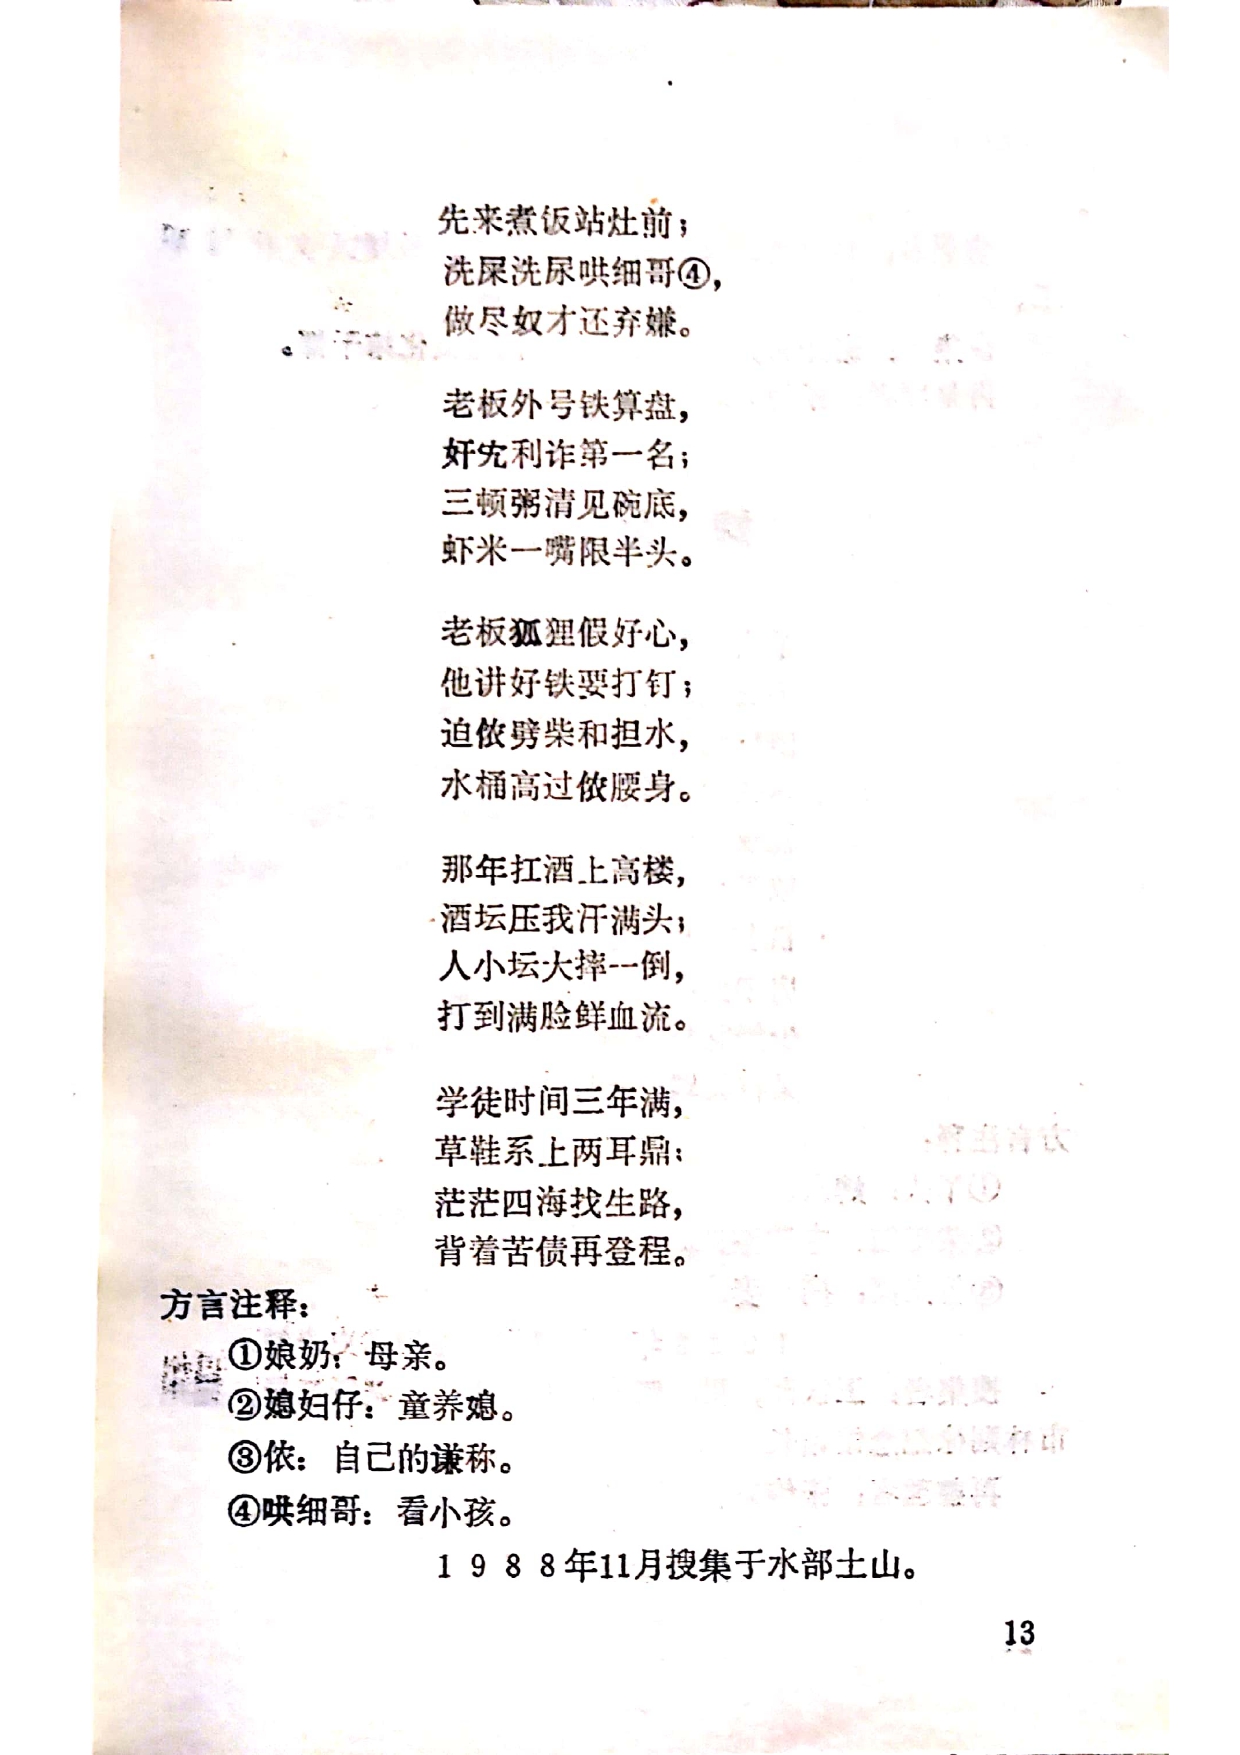 先来煮饭站灶前；
洗屎洗尿哄细哥④，
做尽奴才还弃嫌。
老板外号铁算盘，
奸宄利诈第一名；
三顿粥清见碗底，
虾米一嘴限半头。
老板狐狸假好心，
他讲好铁要打钉；
迫侬劈柴和担水，
水桶高过侬腰身。
那年扛酒上高楼，
酒坛压我汗满头；
人小坛大摔一倒，
打到满脸鲜血流。
学徒时间三年满，
草鞋系上两耳鼎；
茫茫四海找生路，
背着苦债再登程。
方言注释：
①娘奶：母亲。
②媳妇仔：童养媳。
③侬：自己的谦称。
④哄细哥：看小孩。
1988年11月搜集于水部土山。
13